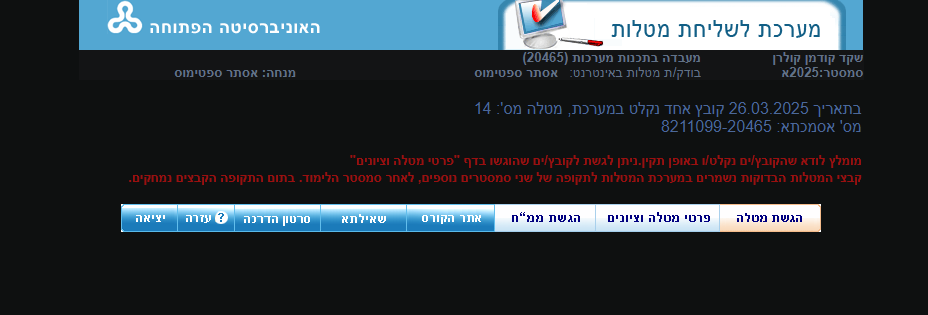 מערכת לשליחת מטלות
האוניברסיטה הפתוחה
שקד קודמן קולרן מעבדה בתכנות מערכות (20465)
סמסטר:2025א בודק/ת מטלות באינטרנט: אסתר ספטימוס מנחה: אסתר ספטימוס
בתאריך 26.03.2025 קובץ אחד נקלט במערכת, מטלה מס': 14
מס' אסמכתא: 8211099-20465
מומלץ לודא שהקובץ/ים נקלט/ו באופן תקין.ניתן לגשת לקובץ/ים שהוגשו בדף "פרטי מטלה וציונים"
קבצי המטלות הבדוקות נשמרים במערכת המטלות לתקופה של שני סמסטרים נוספים, לאחר סמסטר הלימוד. בתום התקופה הקבצים נמחקים.
הגשת מטלה פרטי מטלה וציונים הגשת ממ"ח אתר הקורס שאילתא סרטון הדרכה עזרה ? יציאה